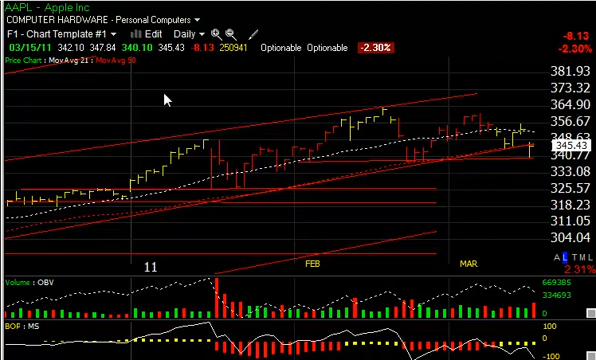 AAPL - Apple Inc
COMPUTER HARDWARE - Personal Computers
F1 - Chart Template #1 Edit Daily
-8.13
-2.30%
03/15/11 342.10 347.84 340.10 345.43 -8.13 250941 Optionable Optionable -2.30%
Price Chart : MovAvg 21 : MovAvg 50
381.93
373.32
364.90
356.67
348.63
345.43
340.77
333.08
325.57
318.23
311.05
304.04
11 FEB MAR
A L T M L
2.31%
Volume : OBV
669385
334693
0
BOP : MS
100
0
-100